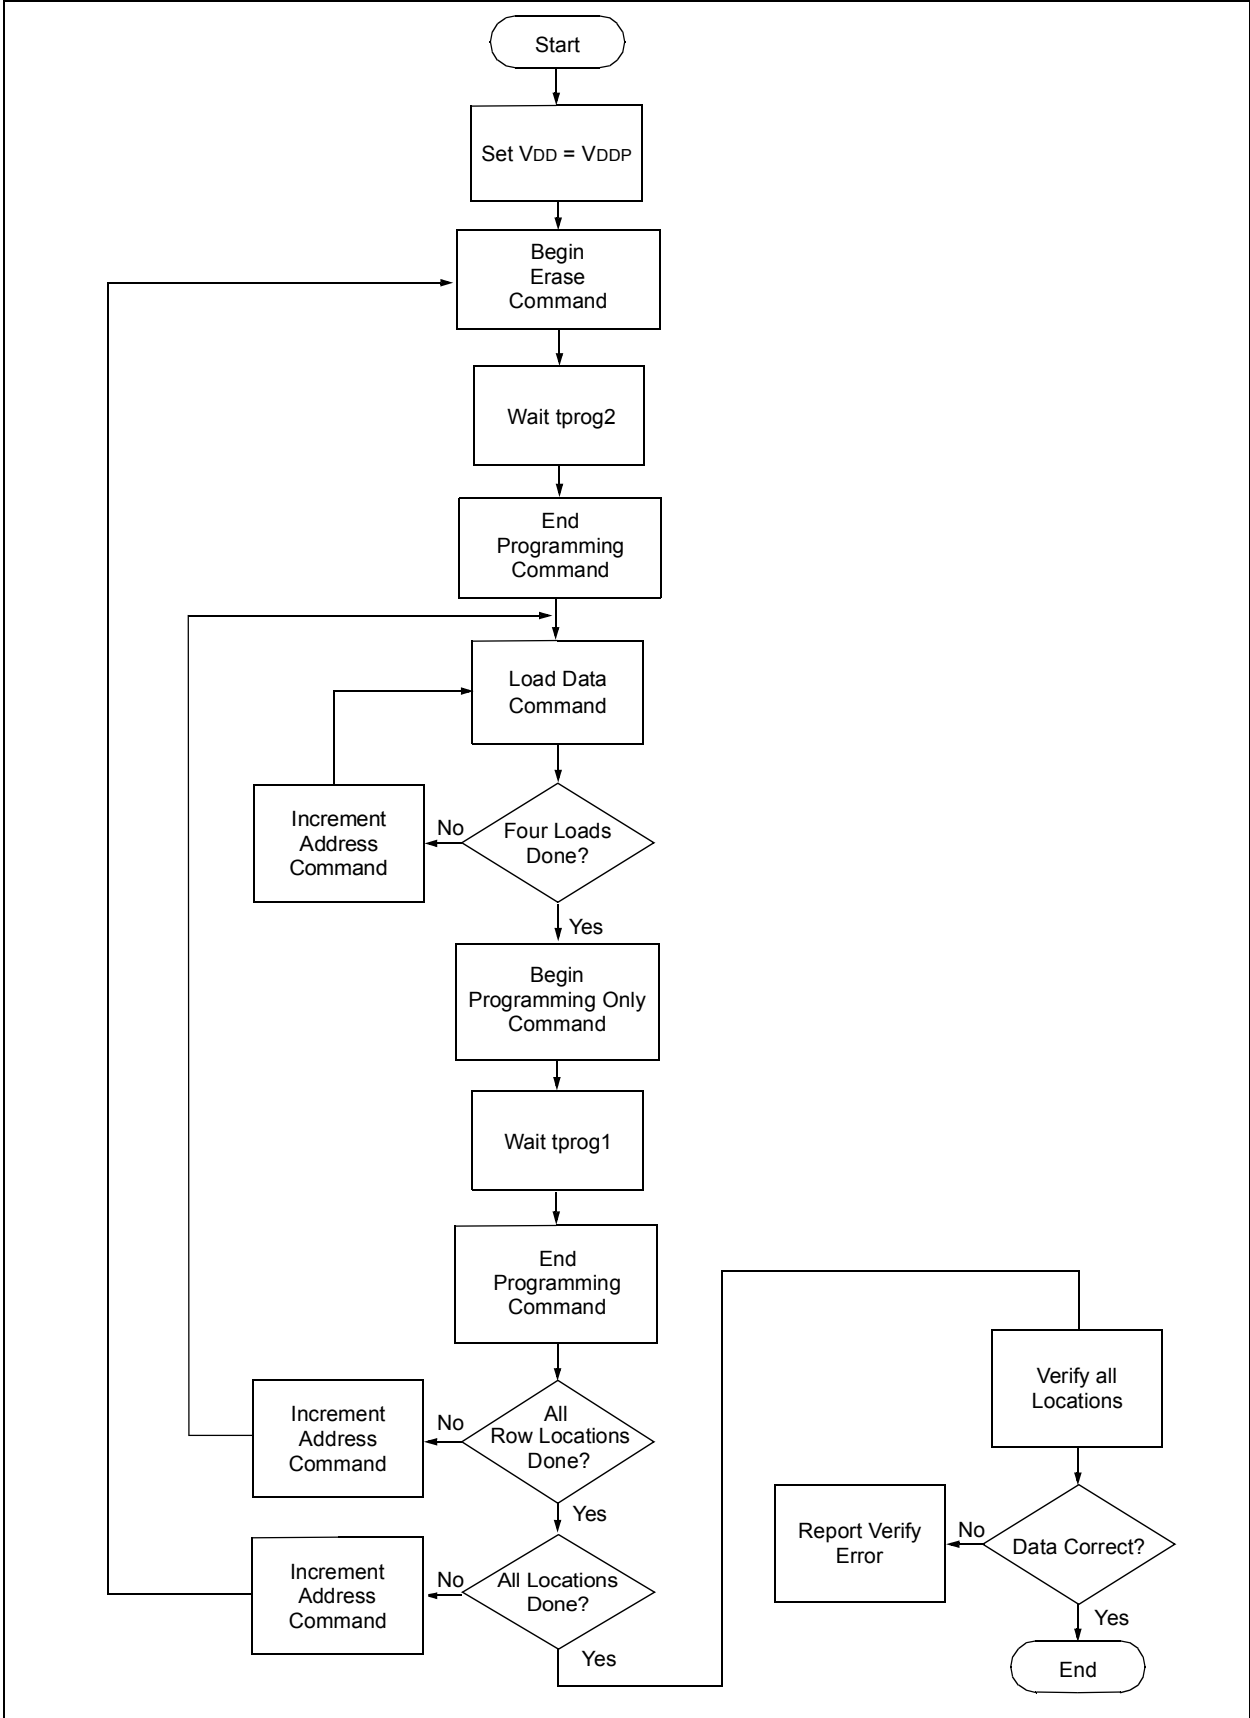 Start
Set VDD = VDDP
Begin
Erase
Command
Wait tprog2
End
Programming
Command
Load Data
Command
Increment
Address
Command
No
Four Loads
Done?
Yes
Begin
Programming Only
Command
Wait tprog1
End
Programming
Command
Increment
Address
Command
No
All
Row Locations
Done?
Yes
Increment
Address
Command
No
All Locations
Done?
Yes
Verify all
Locations
Report Verify
Error
No
Data Correct?
Yes
End